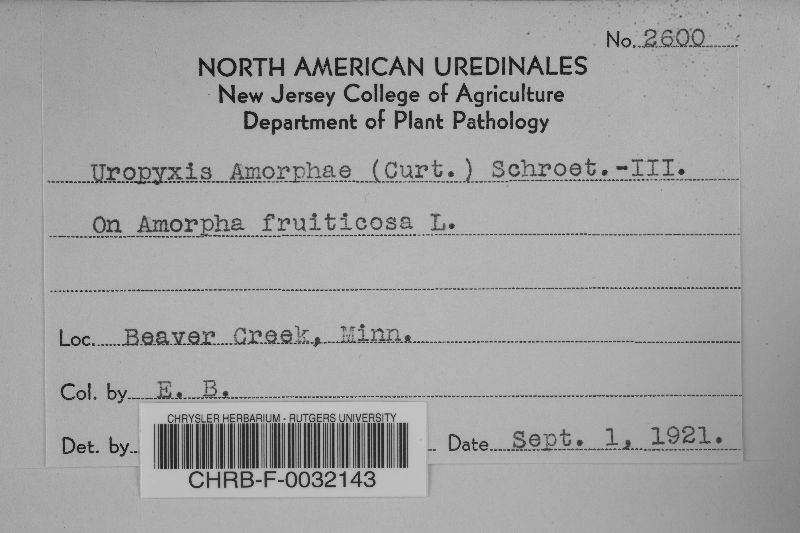 No. 2600
NORTH AMERICAN UREDINALES
New Jersey College of Agriculture
Department of Plant Pathology
Uropyxis Amorphae (Curt.) Schroet.-III.
On Amorpha fruiticosa L.
Loc. Beaver Creek, Minn.
Col. by E. B.
Det. by
Date Sept. 1, 1921.
CHRYSLER HERBARIUM - RUTGERS UNIVERSITY
CHRB-F-0032143